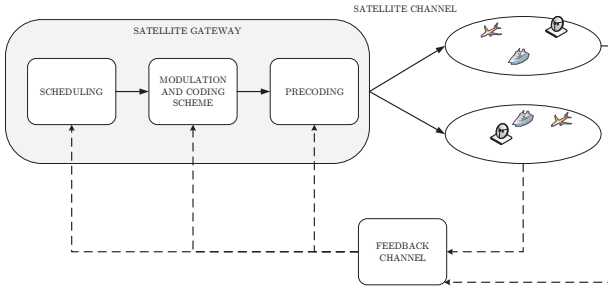 SATELLITE CHANNEL
SATELLITE GATEWAY
SCHEDULING
MODULATION
AND CODING
SCHEME
PRECODING
FEEDBACK
CHANNEL